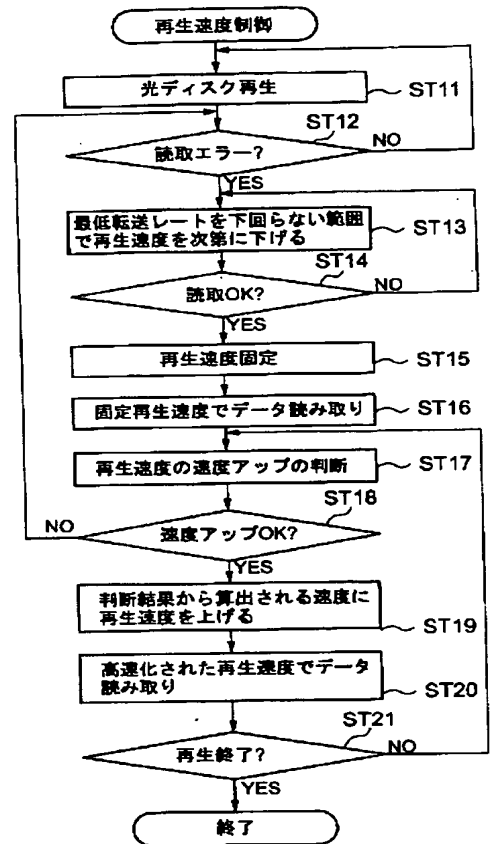 再生速度制御
光ディスク再生
ST11
ST12
読取エラー?
NO
YES
最低転送レートを下回らない範囲
で再生速度を次第に下げる
ST13
ST14
読取OK?
NO
YES
再生速度固定
ST15
固定再生速度でデータ読み取り
ST16
再生速度の速度アップの判断
ST17
ST18
NO
速度アップOK?
YES
判断結果から算出される速度に
再生速度を上げる
ST19
高速化された再生速度でデータ
読み取り
ST20
ST21
再生終了?
NO
YES
終了